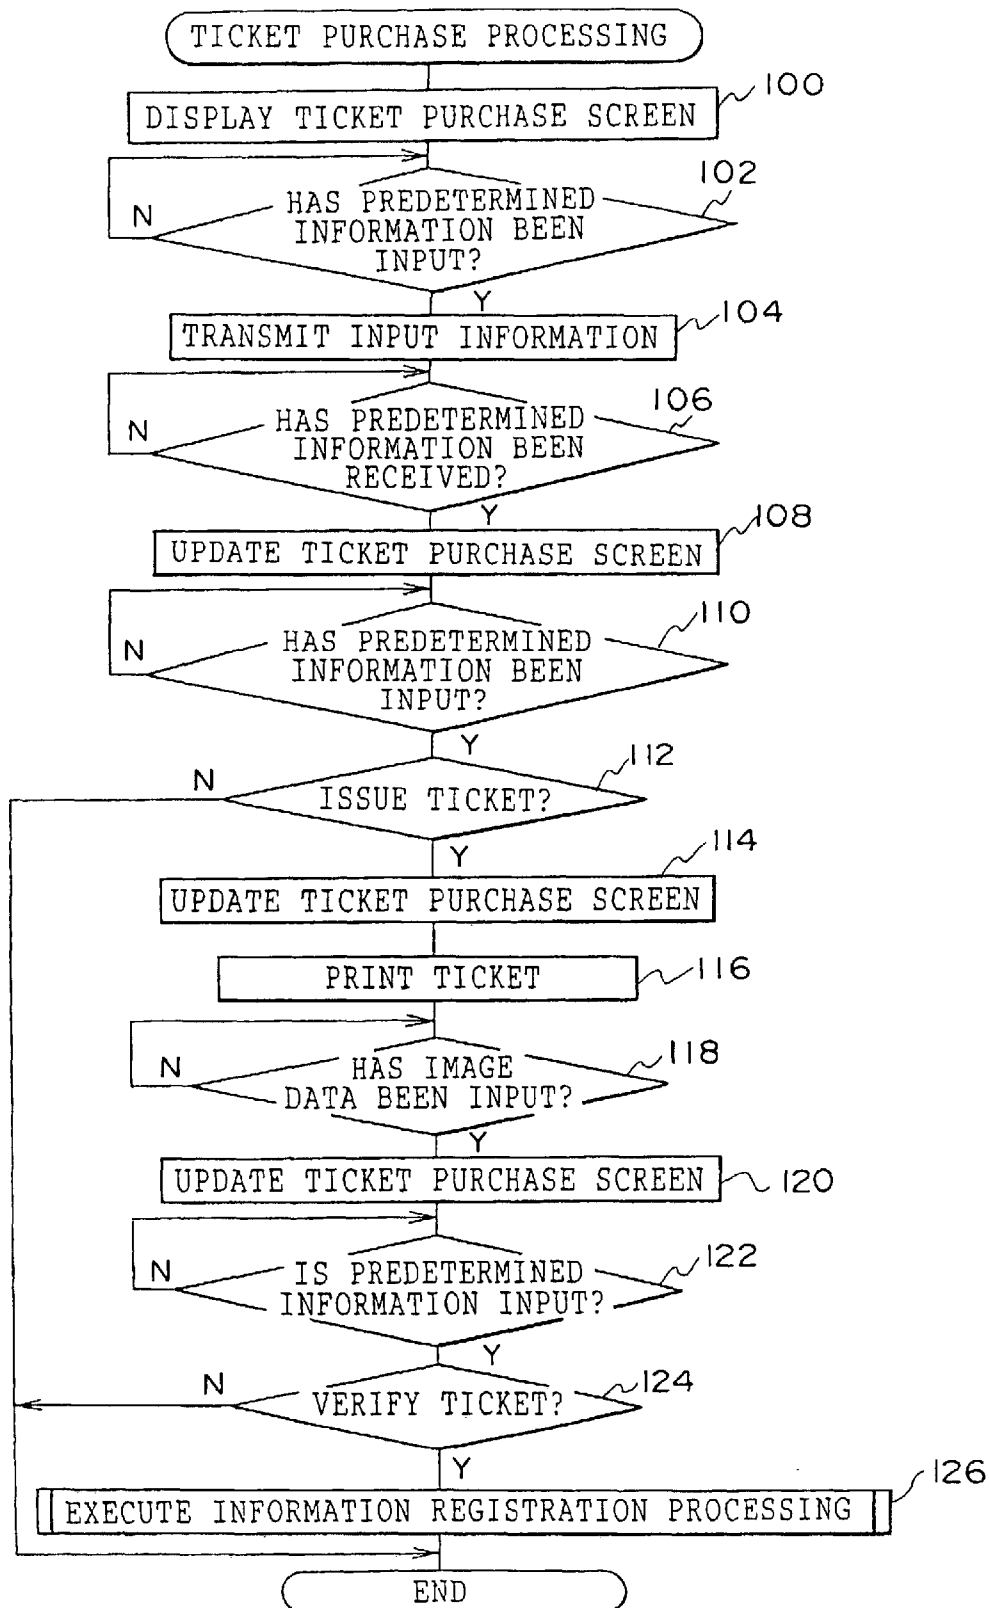 TICKET PURCHASE PROCESSING
100
DISPLAY TICKET PURCHASE SCREEN
102
HAS PREDETERMINED
INFORMATION BEEN
INPUT?
N
Y
104
TRANSMIT INPUT INFORMATION
106
HAS PREDETERMINED
INFORMATION BEEN
RECEIVED?
N
Y
108
UPDATE TICKET PURCHASE SCREEN
110
HAS PREDETERMINED
INFORMATION BEEN
INPUT?
N
Y
112
N
ISSUE TICKET?
Y
114
UPDATE TICKET PURCHASE SCREEN
PRINT TICKET
116
118
HAS IMAGE
DATA BEEN INPUT?
N
Y
UPDATE TICKET PURCHASE SCREEN
120
122
IS PREDETERMINED
INFORMATION INPUT?
N
Y
124
N
VERIFY TICKET?
Y
126
EXECUTE INFORMATION REGISTRATION PROCESSING
END